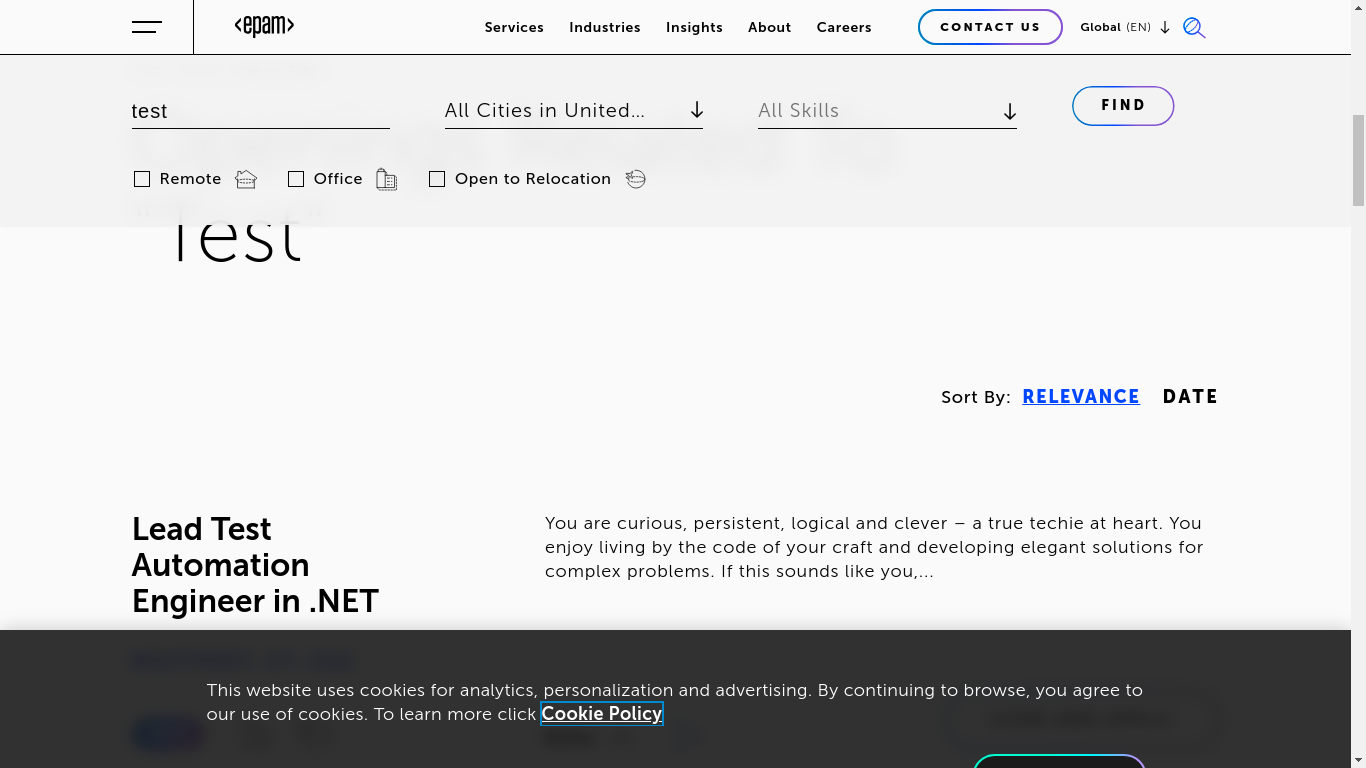 <epam>
Services Industries Insights About Careers CONTACT US Global (EN)
test All Cities in United... All Skills FIND
Remote Office Open to Relocation
Test
Sort By: RELEVANCE DATE
Lead Test
Automation
Engineer in .NET
You are curious, persistent, logical and clever – a true techie at heart. You
enjoy living by the code of your craft and developing elegant solutions for
complex problems. If this sounds like you,...
This website uses cookies for analytics, personalization and advertising. By continuing to browse, you agree to
our use of cookies. To learn more click Cookie Policy